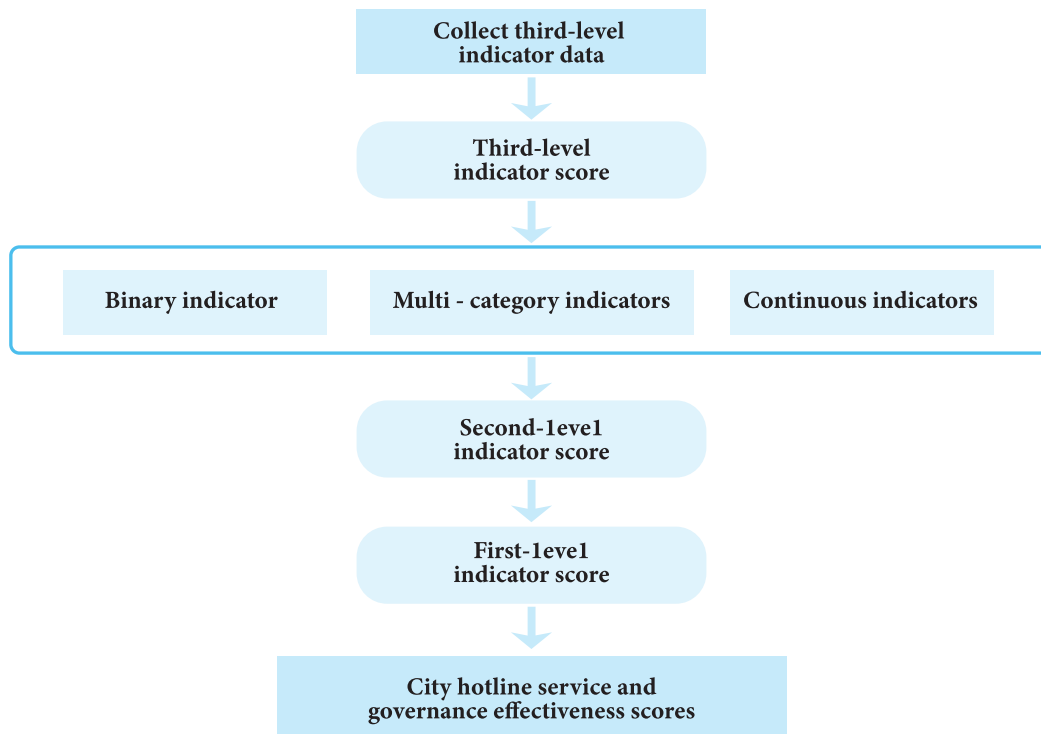 Collect third-level
indicator data
Third-level
indicator score
Binary indicator
Multi - category indicators
Continuous indicators
Second-1eve1
indicator score
First-1eve1
indicator score
City hotline service and
governance effectiveness scores